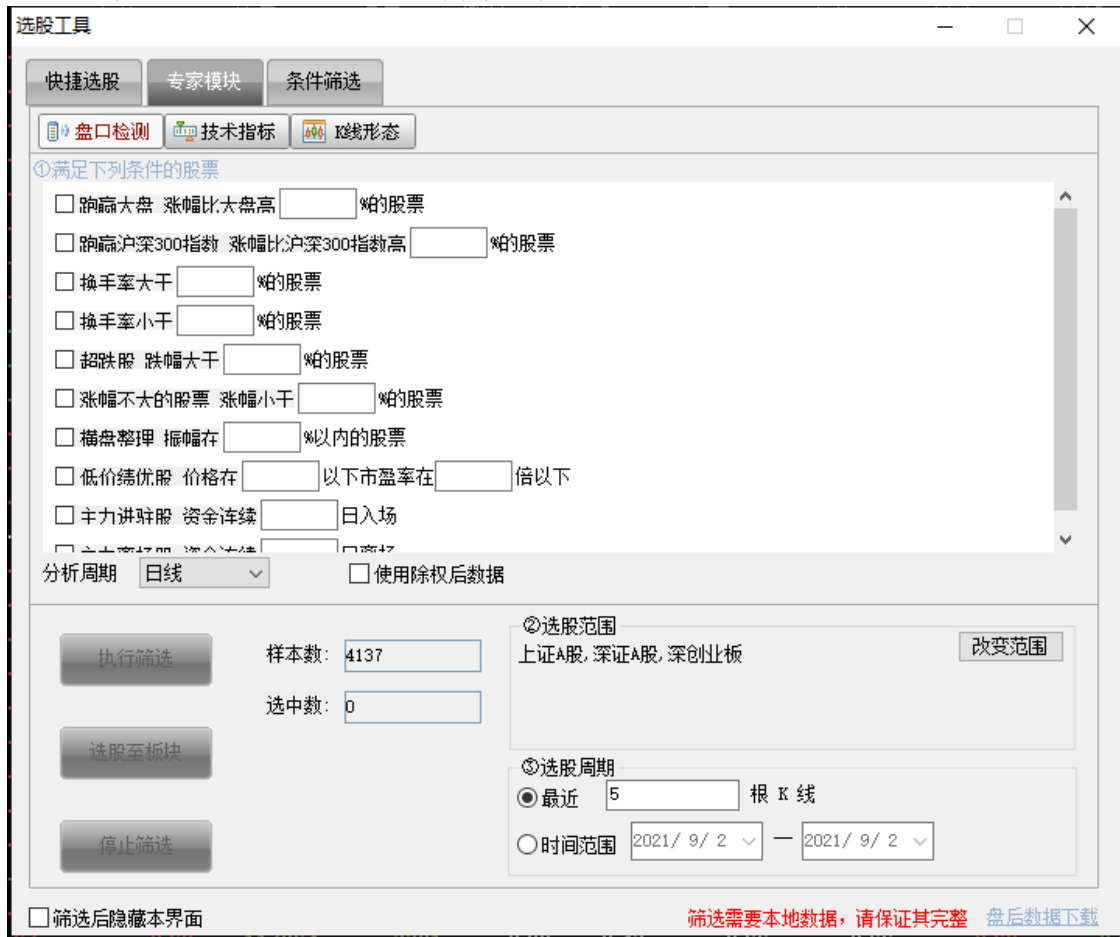 选股工具
快捷选股 专家模块 条件筛选
盘口检测 技术指标 K线形态
①满足下列条件的股票
跑赢大盘 涨幅比大盘高 %的股票
跑赢沪深300指数 涨幅比沪深300指数高 %的股票
换手率大于 %的股票
换手率小于 %的股票
超跌股 跌幅大于 %的股票
涨幅不大的股票 涨幅小于 %的股票
横盘整理 振幅在 %以内的股票
低价绩优股 价格在 以下市盈率在 倍以下
主力进驻股 资金连续 日入场
主力离场股 资金连续 日离场
分析周期 日线 使用除权后数据
执行筛选 样本数: 4137
选中数: 0
选股至板块
停止筛选
②选股范围
上证A股,深证A股,深创业板 改变范围
③选股周期
最近 5 根 K 线
时间范围 2021/ 9/ 2 — 2021/ 9/ 2
筛选后隐藏本界面 筛选需要本地数据，请保证其完整 盘后数据下载